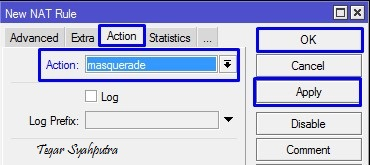 New NAT Rule
Advanced Extra Action Statistics ...
Action: masquerade
Log
Log Prefix:
Tegar Syahputra
OK
Cancel
Apply
Disable
Comment